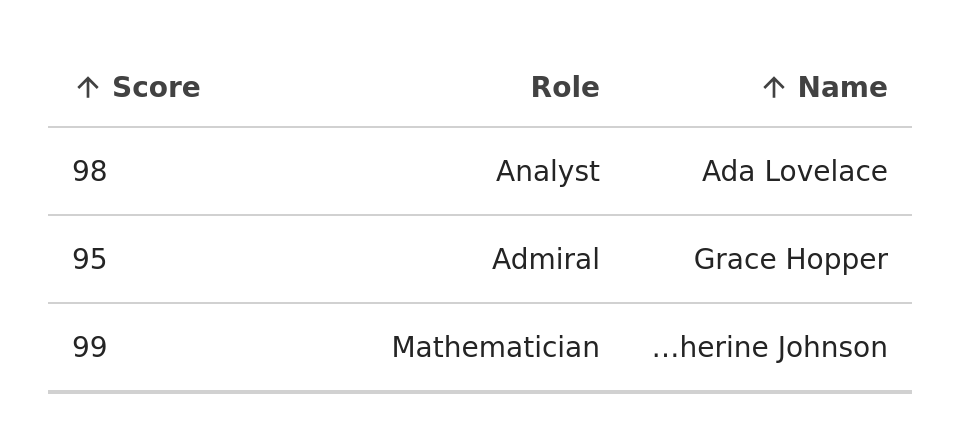 ↑ Score Role ↑ Name
98 Analyst Ada Lovelace
95 Admiral Grace Hopper
99 Mathematician …herine Johnson